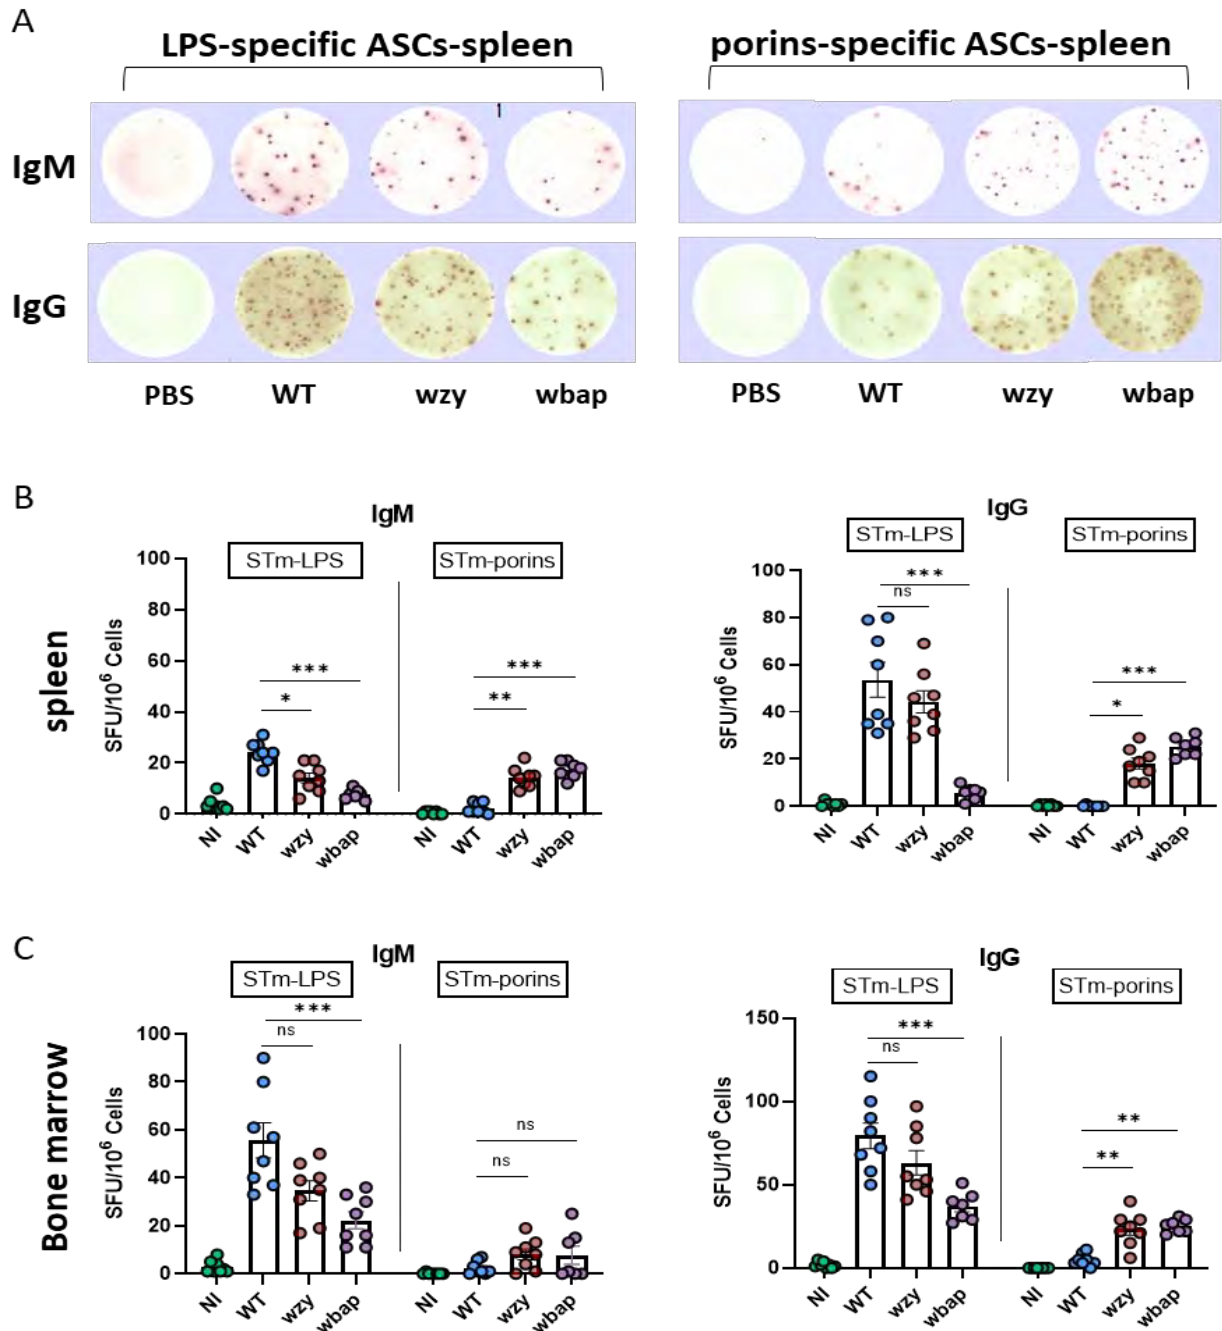 A
LPS-specific ASCs-spleen
porins-specific ASCs-spleen
IgM
IgG
PBS WT wzy wbap
PBS WT wzy wbap
B
spleen
IgM
STm-LPS STm-porins
SFU/10⁶ Cells
100
80
60
40
20
0
*** * *** **
NI WT wzy wbap NI WT wzy wbap
IgG
STm-LPS STm-porins
SFU/10⁶ Cells
100
80
60
40
20
0
*** ns *** *
NI WT wzy wbap NI WT wzy wbap
C
Bone marrow
IgM
STm-LPS STm-porins
SFU/10⁶ Cells
100
80
60
40
20
0
*** ns ns ns
NI WT wzy wbap NI WT wzy wbap
IgG
STm-LPS STm-porins
SFU/10⁶ Cells
150
100
50
0
*** ns ** **
NI WT wzy wbap NI WT wzy wbap